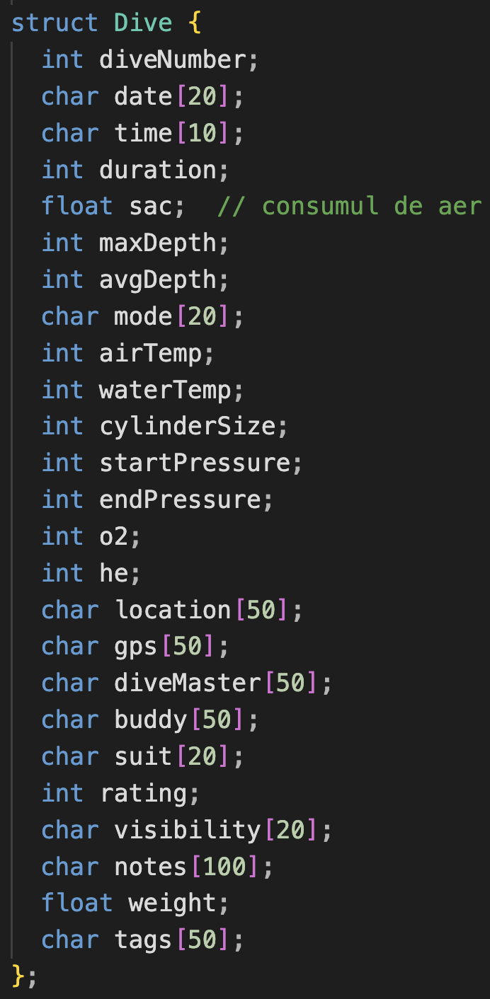 struct Dive {
int diveNumber;
char date[20];
char time[10];
int duration;
float sac;  // consumul de aer
int maxDepth;
int avgDepth;
char mode[20];
int airTemp;
int waterTemp;
int cylinderSize;
int startPressure;
int endPressure;
int o2;
int he;
char location[50];
char gps[50];
char diveMaster[50];
char buddy[50];
char suit[20];
int rating;
char visibility[20];
char notes[100];
float weight;
char tags[50];
};